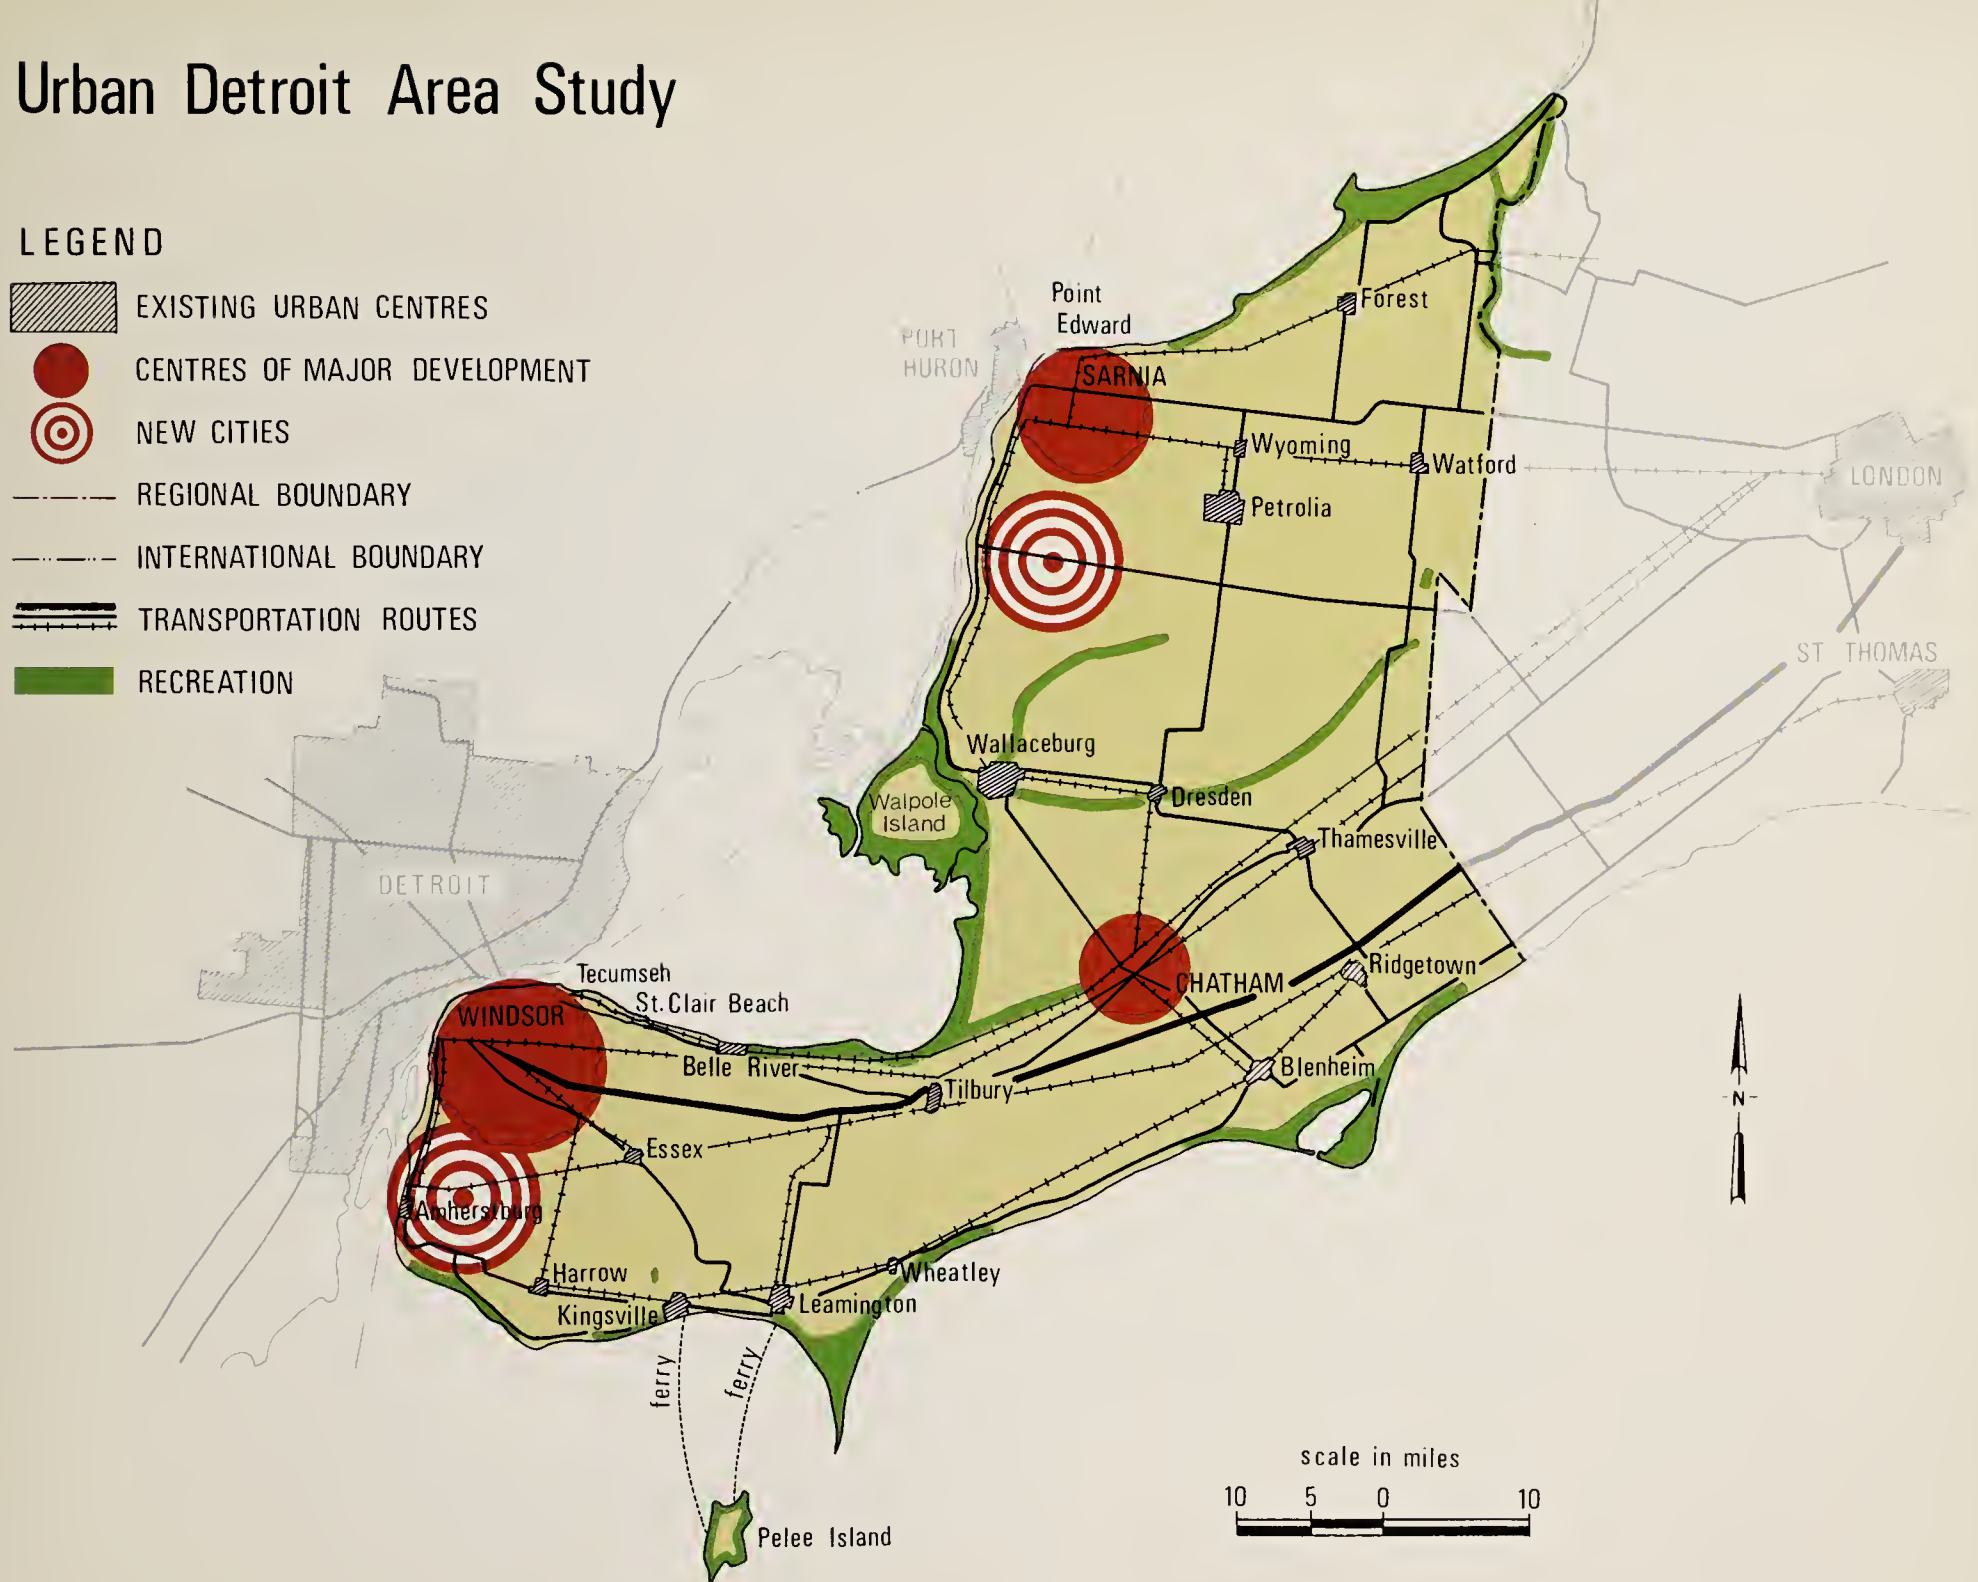 Urban Detroit Area Study
LEGEND
EXISTING URBAN CENTRES
CENTRES OF MAJOR DEVELOPMENT
NEW CITIES
REGIONAL BOUNDARY
INTERNATIONAL BOUNDARY
TRANSPORTATION ROUTES
RECREATION
Point
Edward
PORT
HURON
SARNIA
Forest
Wyoming
Watford
Petrolia
LONDON
ST THOMAS
Wallaceburg
Walpole
Island
Dresden
Thamesville
DETROIT
Tecumseh
St. Clair Beach
WINDSOR
CHATHAM
Ridgetown
Belle River
Tilbury
Blenheim
Essex
Amherstburg
Harrow
Kingsville
Leamington
Wheatley
ferry
ferry
Pelee Island
N
scale in miles
10 5 0 10